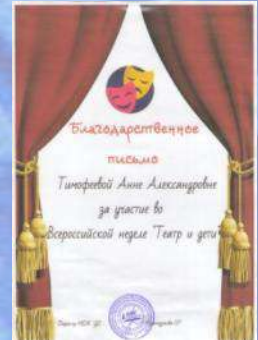 Благодарственное
письмо
Тимофеевой Анне Александровне
за участие во
Всероссийской неделе "Театр и дети"